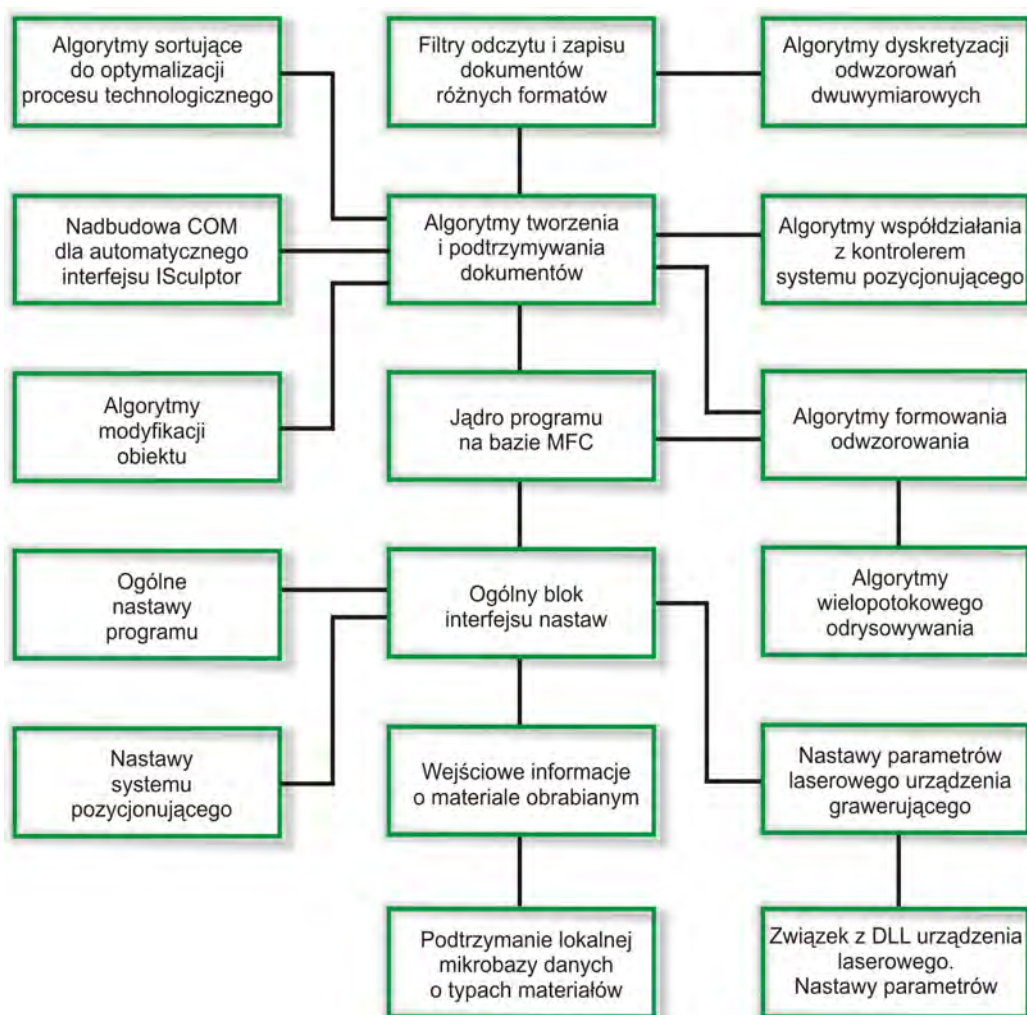 Algorytmy sortujące
do optymalizacji
procesu technologicznego
Filtry odczytu i zapisu
dokumentów
różnych formatów
Algorytmy dyskretyzacji
odwzorowań
dwuwymiarowych
Nadbudowa COM
dla automatycznego
interfejsu ISculptor
Algorytmy tworzenia
i podtrzymywania
dokumentów
Algorytmy współdziałania
z kontrolerem
systemu pozycjonującego
Algorytmy
modyfikacji
obiektu
Jądro programu
na bazie MFC
Algorytmy formowania
odwzorowania
Ogólne
nastawy
programu
Ogólny blok
interfejsu nastaw
Algorytmy
wielopotokowego
odrysowywania
Nastawy
systemu
pozycjonującego
Wejściowe informacje
o materiale obrabianym
Nastawy parametrów
laserowego urządzenia
grawerującego
Podtrzymanie lokalnej
mikrobazy danych
o typach materiałów
Związek z DLL urządzenia
laserowego.
Nastawy parametrów